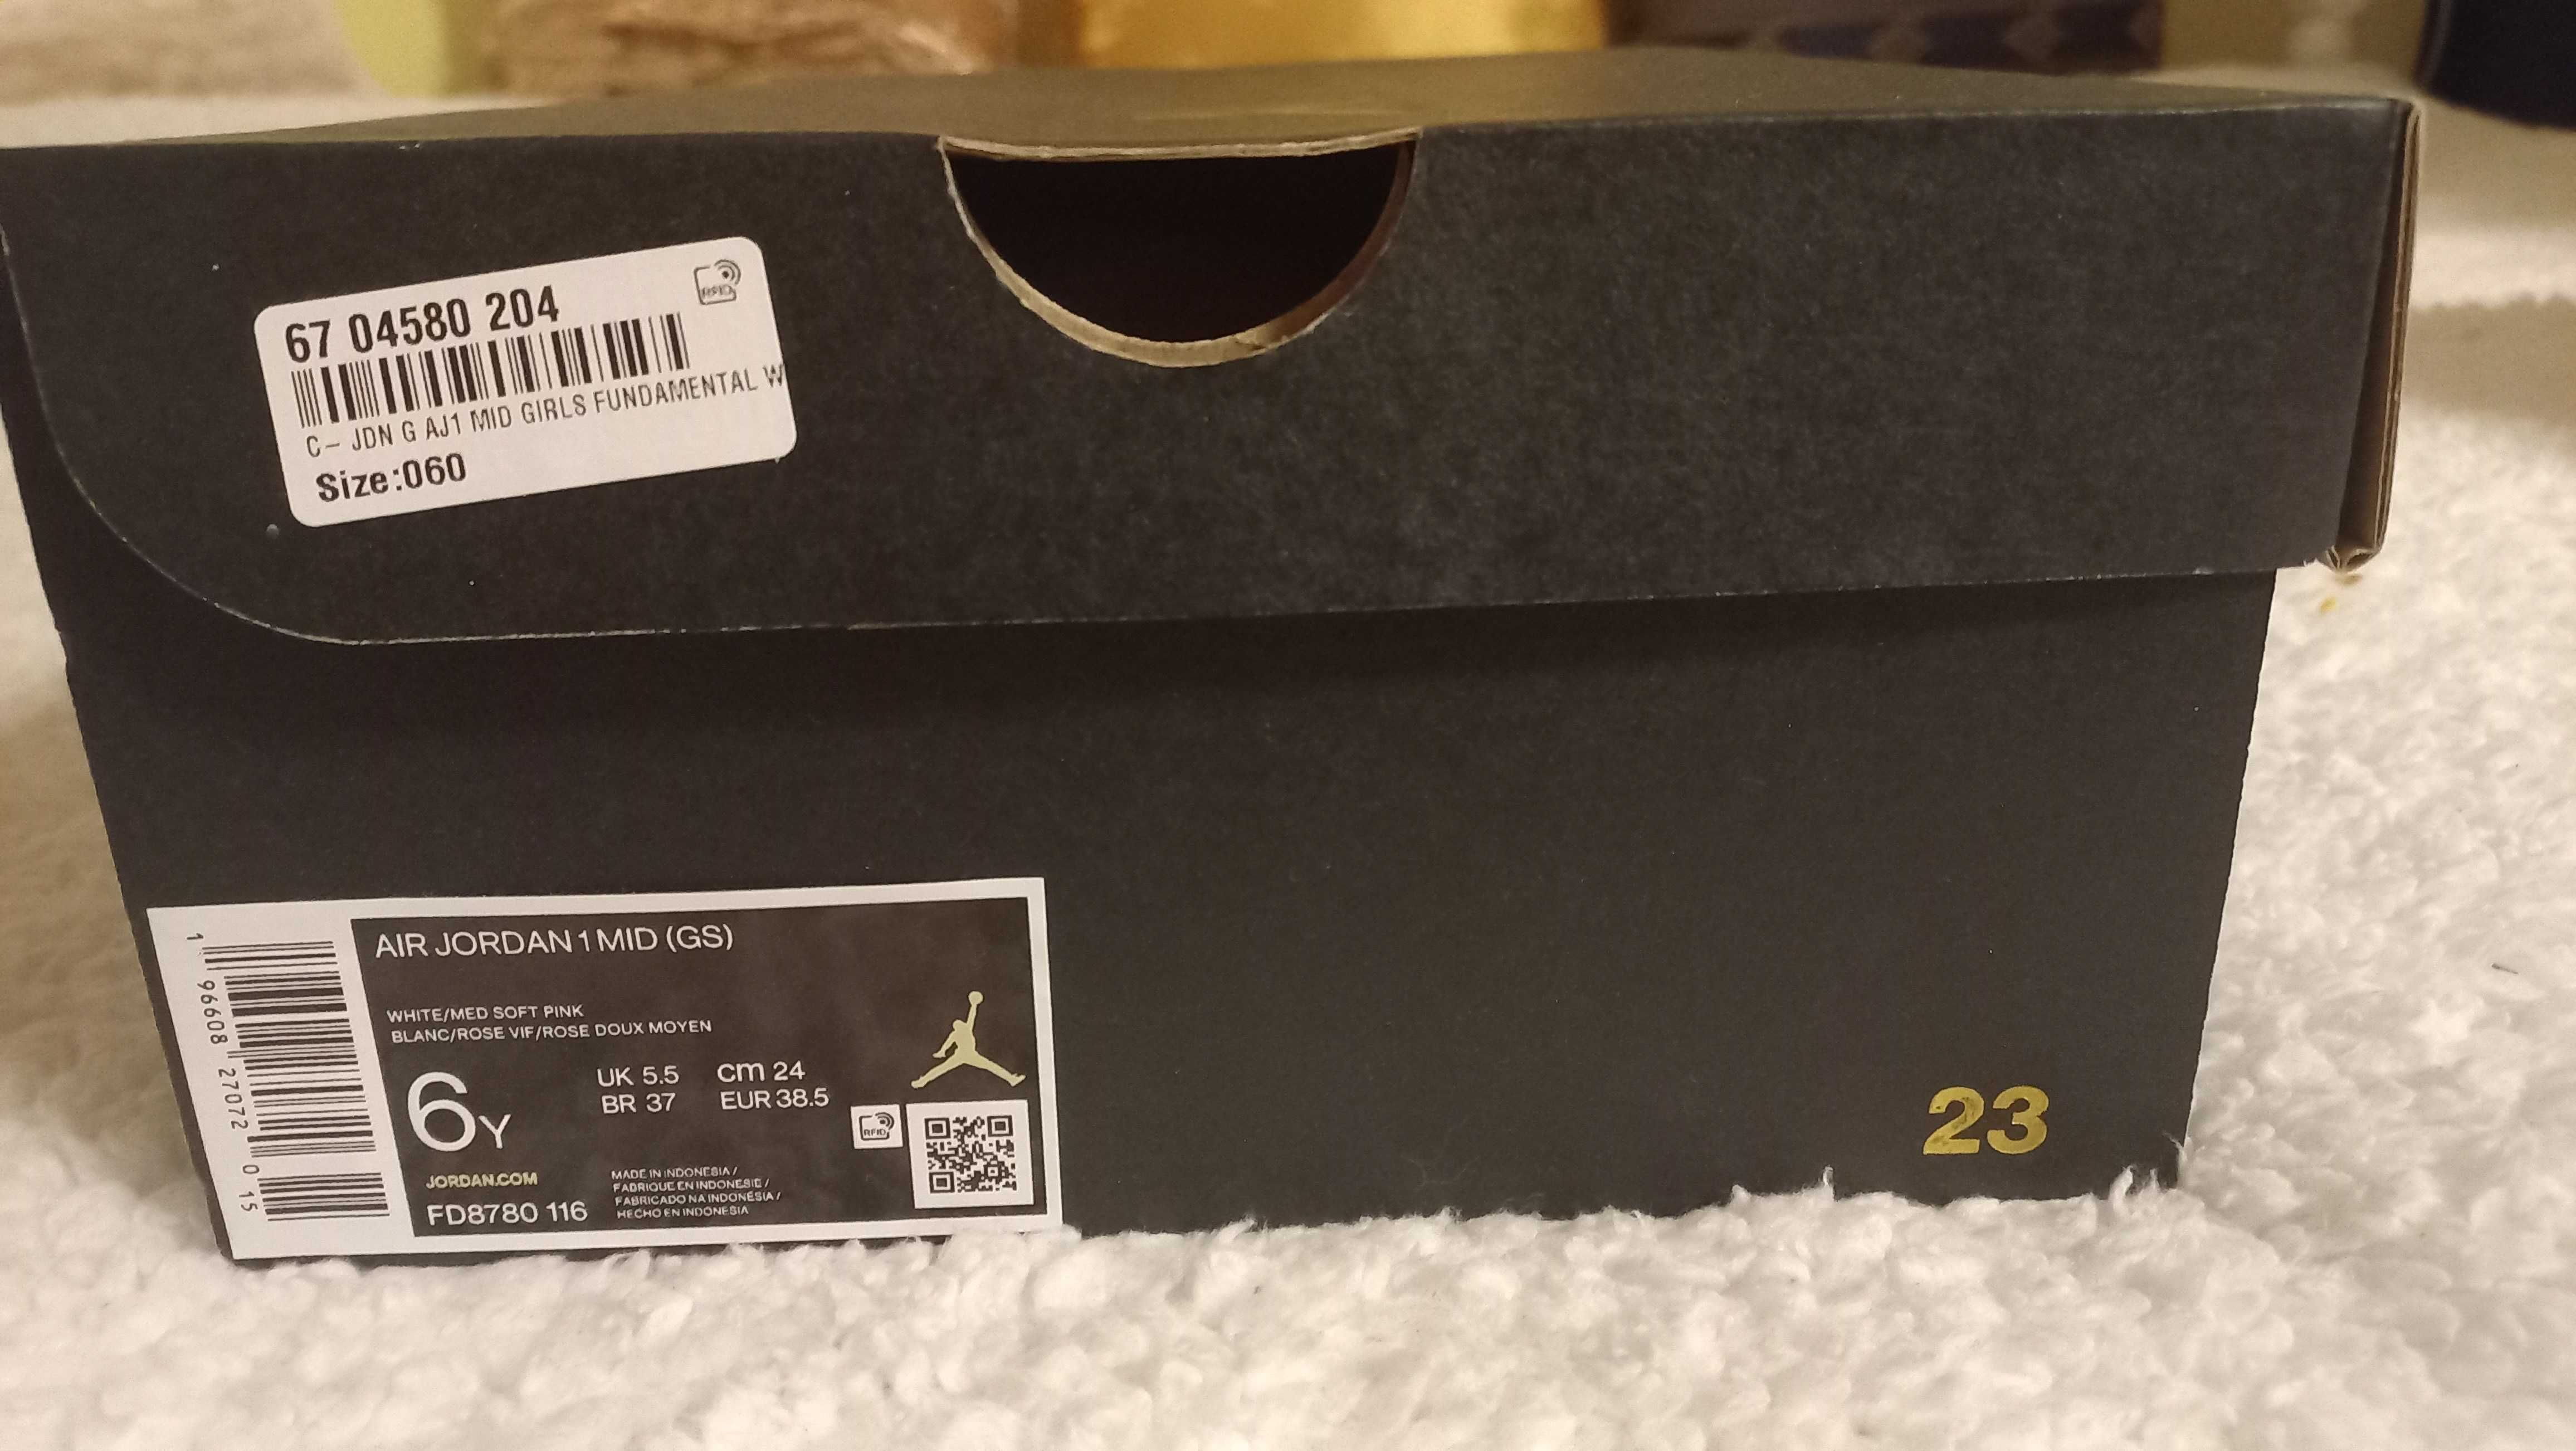 RFID
67 04580 204
C- JDN G AJ1 MID GIRLS FUNDAMENTAL W
Size:060
AIR JORDAN 1 MID (GS)
WHITE/MED SOFT PINK
BLANC/ROSE VIF/ROSE DOUX MOYEN
6Y
UK 5.5 cm 24
BR 37 EUR 38.5
RFID
JORDAN.COM
FD8780 116
MADE IN INDONESIA /
FABRIQUE EN INDONESIE /
FABRICADO NA INDONÉSIA /
HECHO EN INDONESIA
1 96608 27072 0 15
23